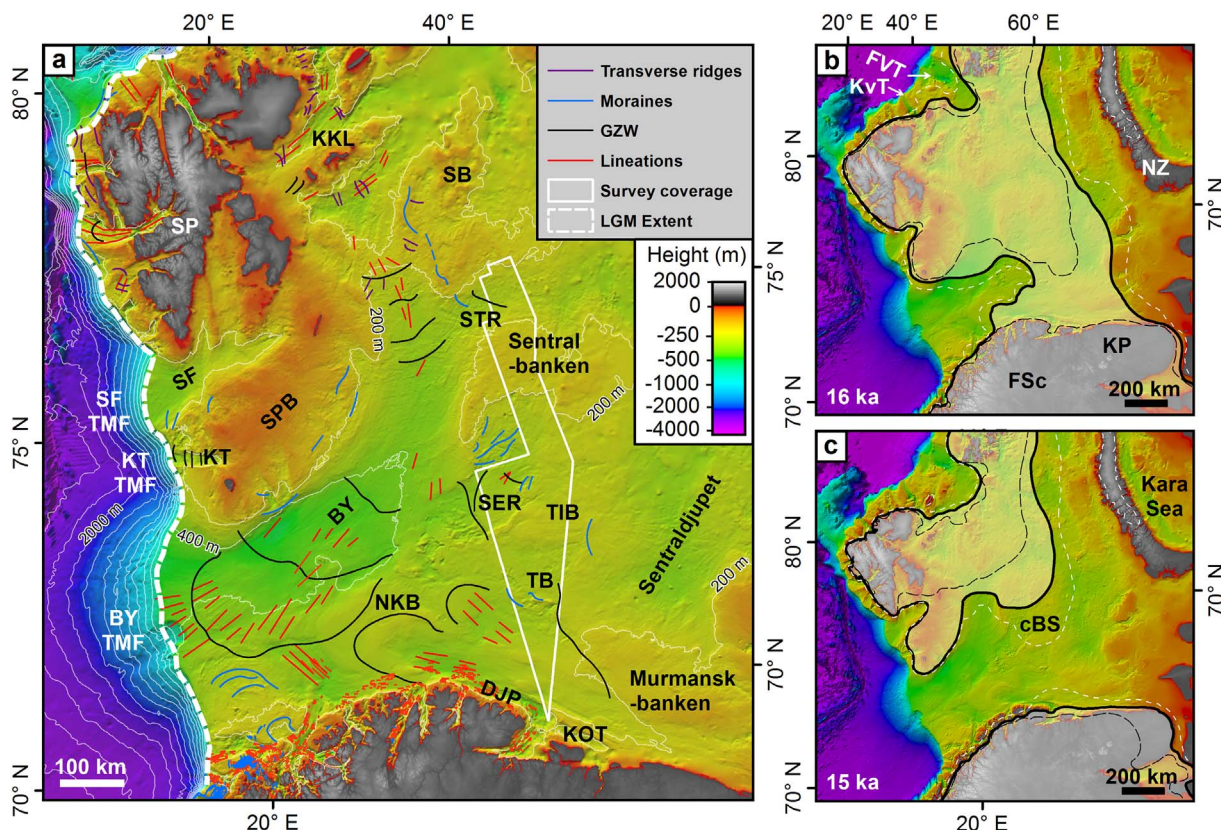 20° E
40° E
a
80° N
75° N
70° N
75° N
70° N
20° E
Transverse ridges
Moraines
GZW
Lineations
Survey coverage
LGM Extent
Height (m)
2000
0
-250
-500
-1000
-2000
-4000
KKL
SB
SP
STR
200 m
Sentral
-banken
SF
SF
TMF
SPB
200 m
KT
KT
TMF
2000 m
400 m
BY
SER
TIB
Sentraldjupet
TB
200 m
NKB
BY
TMF
Murmansk
-banken
DJP
KOT
100 km
20° E
40° E
60° E
b
FVT
KvT
NZ
80° N
70° N
70° N
KP
FSc
16 ka
200 km
c
Kara
Sea
80° N
70° N
70° N
cBS
15 ka
200 km
20° E